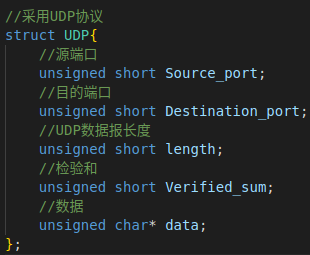 //采用UDP协议
struct UDP{
//源端口
unsigned short Source_port;
//目的端口
unsigned short Destination_port;
//UDP数据报长度
unsigned short length;
//检验和
unsigned short Verified_sum;
//数据
unsigned char* data;
};